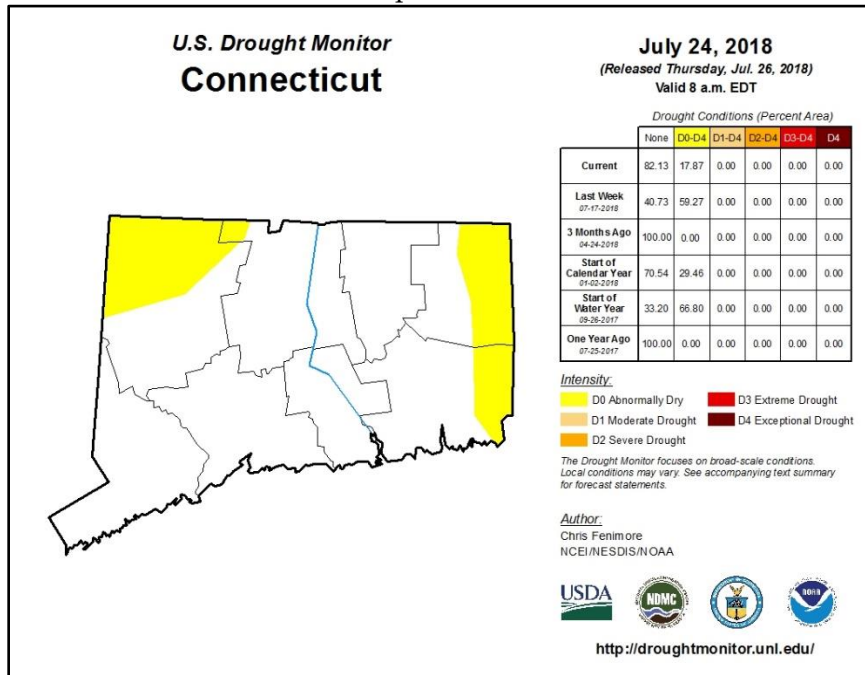 U.S. Drought Monitor
Connecticut
July 24, 2018
(Released Thursday, Jul. 26, 2018)
Valid 8 a.m. EDT
Drought Conditions (Percent Area)
None D0-D4 D1-D4 D2-D4 D3-D4 D4
Current 82.13 17.87 0.00 0.00 0.00 0.00
Last Week
07-17-2018 40.73 59.27 0.00 0.00 0.00 0.00
3 Months Ago
04-24-2018 100.00 0.00 0.00 0.00 0.00 0.00
Start of
Calendar Year
01-02-2018 70.54 29.46 0.00 0.00 0.00 0.00
Start of
Water Year
09-26-2017 33.20 66.80 0.00 0.00 0.00 0.00
One Year Ago
07-25-2017 100.00 0.00 0.00 0.00 0.00 0.00
Intensity:
D0 Abnormally Dry D3 Extreme Drought
D1 Moderate Drought D4 Exceptional Drought
D2 Severe Drought
The Drought Monitor focuses on broad-scale conditions.
Local conditions may vary. See accompanying text summary
for forecast statements.
Author:
Chris Fenimore
NCEI/NESDIS/NOAA
USDA NDMC NOAA
http://droughtmonitor.unl.edu/